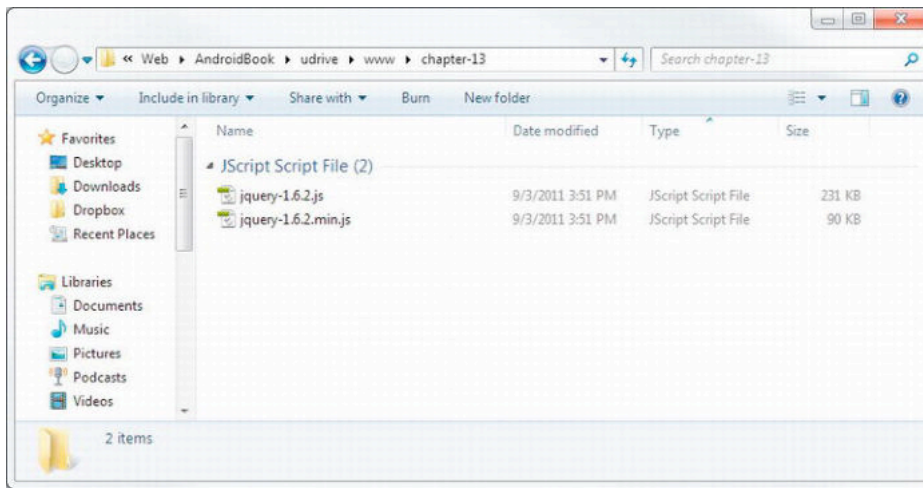 « Web ▸ AndroidBook ▸ udrive ▸ www ▸ chapter-13
Search chapter-13
Organize Include in library Share with Burn New folder
Favorites
Desktop
Downloads
Dropbox
Recent Places
Libraries
Documents
Music
Pictures
Podcasts
Videos
Name Date modified Type Size
JScript Script File (2)
jquery-1.6.2.js 9/3/2011 3:51 PM JScript Script File 231 KB
jquery-1.6.2.min.js 9/3/2011 3:51 PM JScript Script File 90 KB
2 items